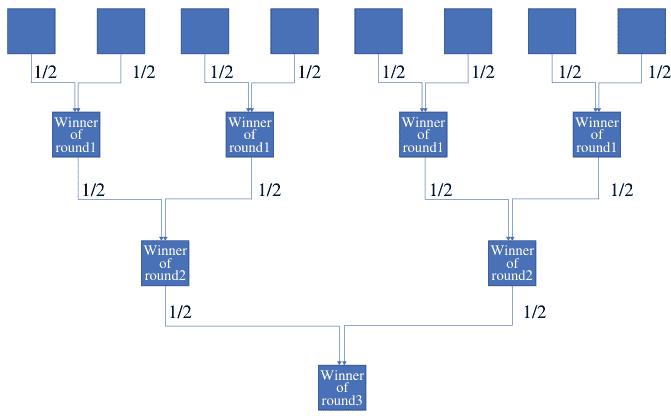 1/2 1/2 1/2 1/2 1/2 1/2 1/2 1/2
Winner
of
round1
Winner
of
round1
Winner
of
round1
Winner
of
round1
1/2 1/2 1/2 1/2
Winner
of
round2
Winner
of
round2
1/2 1/2
Winner
of
round3